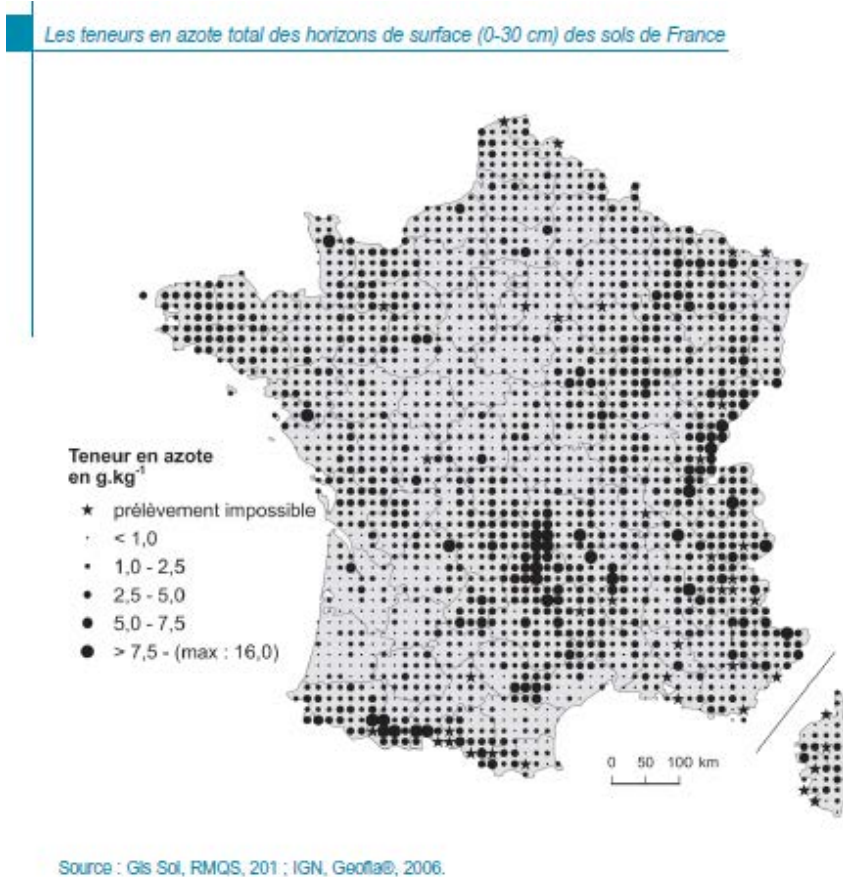 Les teneurs en azote total des horizons de surface (0-30 cm) des sols de France
Teneur en azote
en g.kg-1
★ prélèvement impossible
< 1,0
1,0 - 2,5
2,5 - 5,0
5,0 - 7,5
> 7,5 - (max : 16,0)
0 50 100 km
Source : Gis Sol, RMQS, 201 ; IGN, Geofla®, 2006.